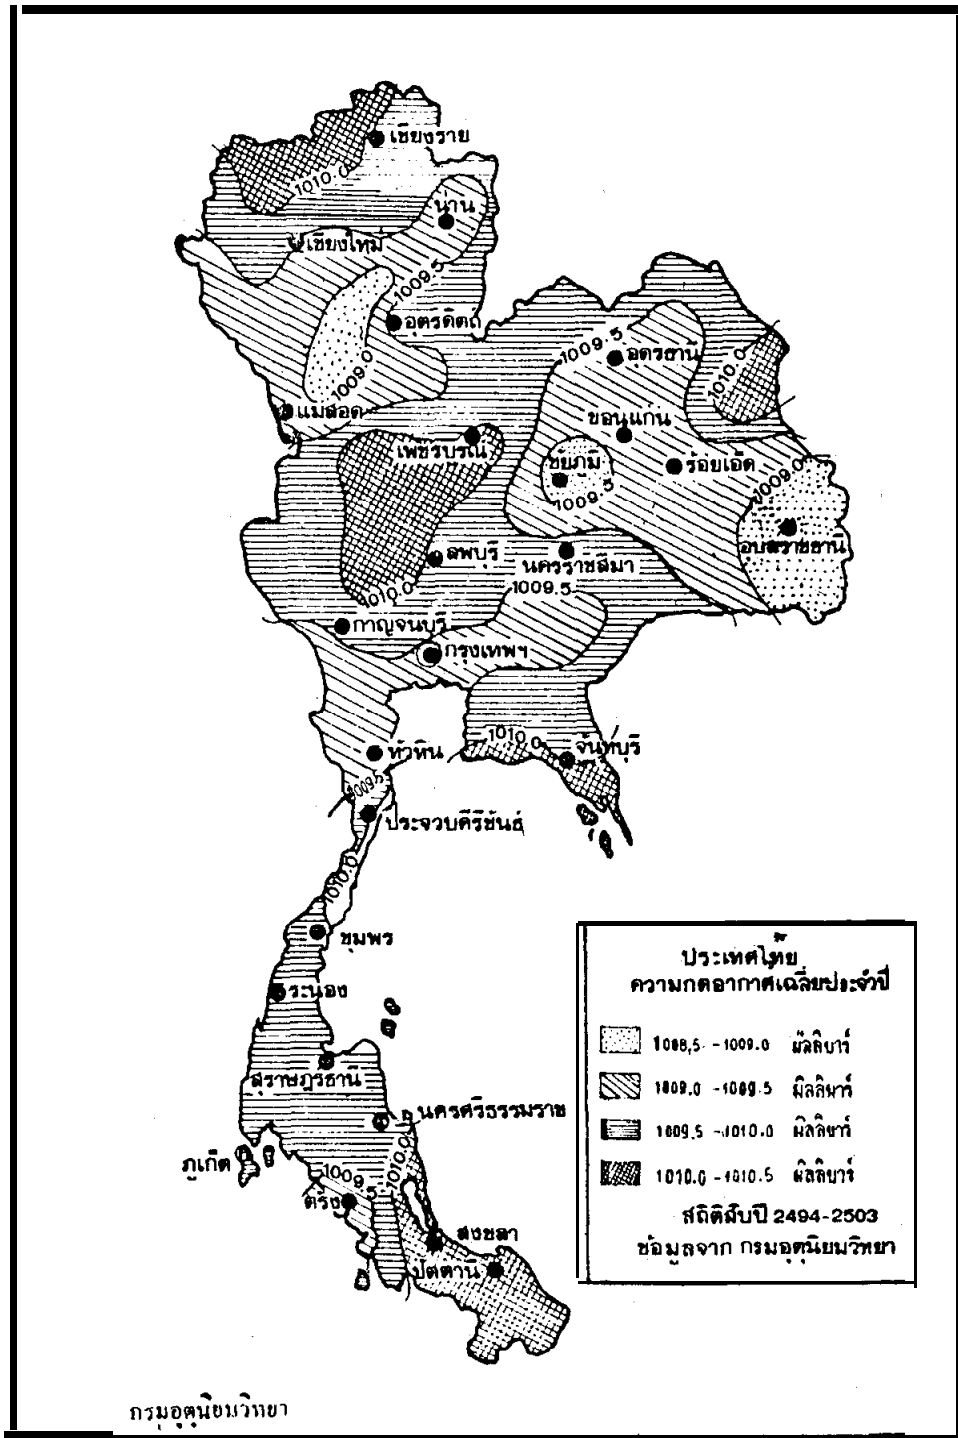 เชียงราย
1010.0
น่าน
เชียงใหม่
1009.5
อุตรดิตถ์
1009.5
อุดรธานี
1010.0
1009.0
แม่สอด
ขอนแก่น
เพชรบูรณ์
ชัยภูมิ
ร้อยเอ็ด
1009.0
1009.5
อุบลราชธานี
ลพบุรี
นครราชสีมา
1009.5
1010.0
กาญจนบุรี
กรุงเทพฯ
1010.0
จันทบุรี
หัวหิน
1009.5
ประจวบคีรีขันธ์
1010.0
ชุมพร
ระนอง
สุราษฎร์ธานี
นครศรีธรรมราช
1010.0
ภูเก็ต
1009.5
ตรัง
สงขลา
ปัตตานี
ประเทศไทย
ความกดอากาศเฉลี่ยประจำปี
1008.5 - 1009.0 มิลลิบาร์
1009.0 - 1009.5 มิลลิบาร์
1009.5 - 1010.0 มิลลิบาร์
1010.0 - 1010.5 มิลลิบาร์
สถิติสิบปี 2494-2503
ข้อมูลจาก กรมอุตุนิยมวิทยา
กรมอุตุนิยมวิทยา